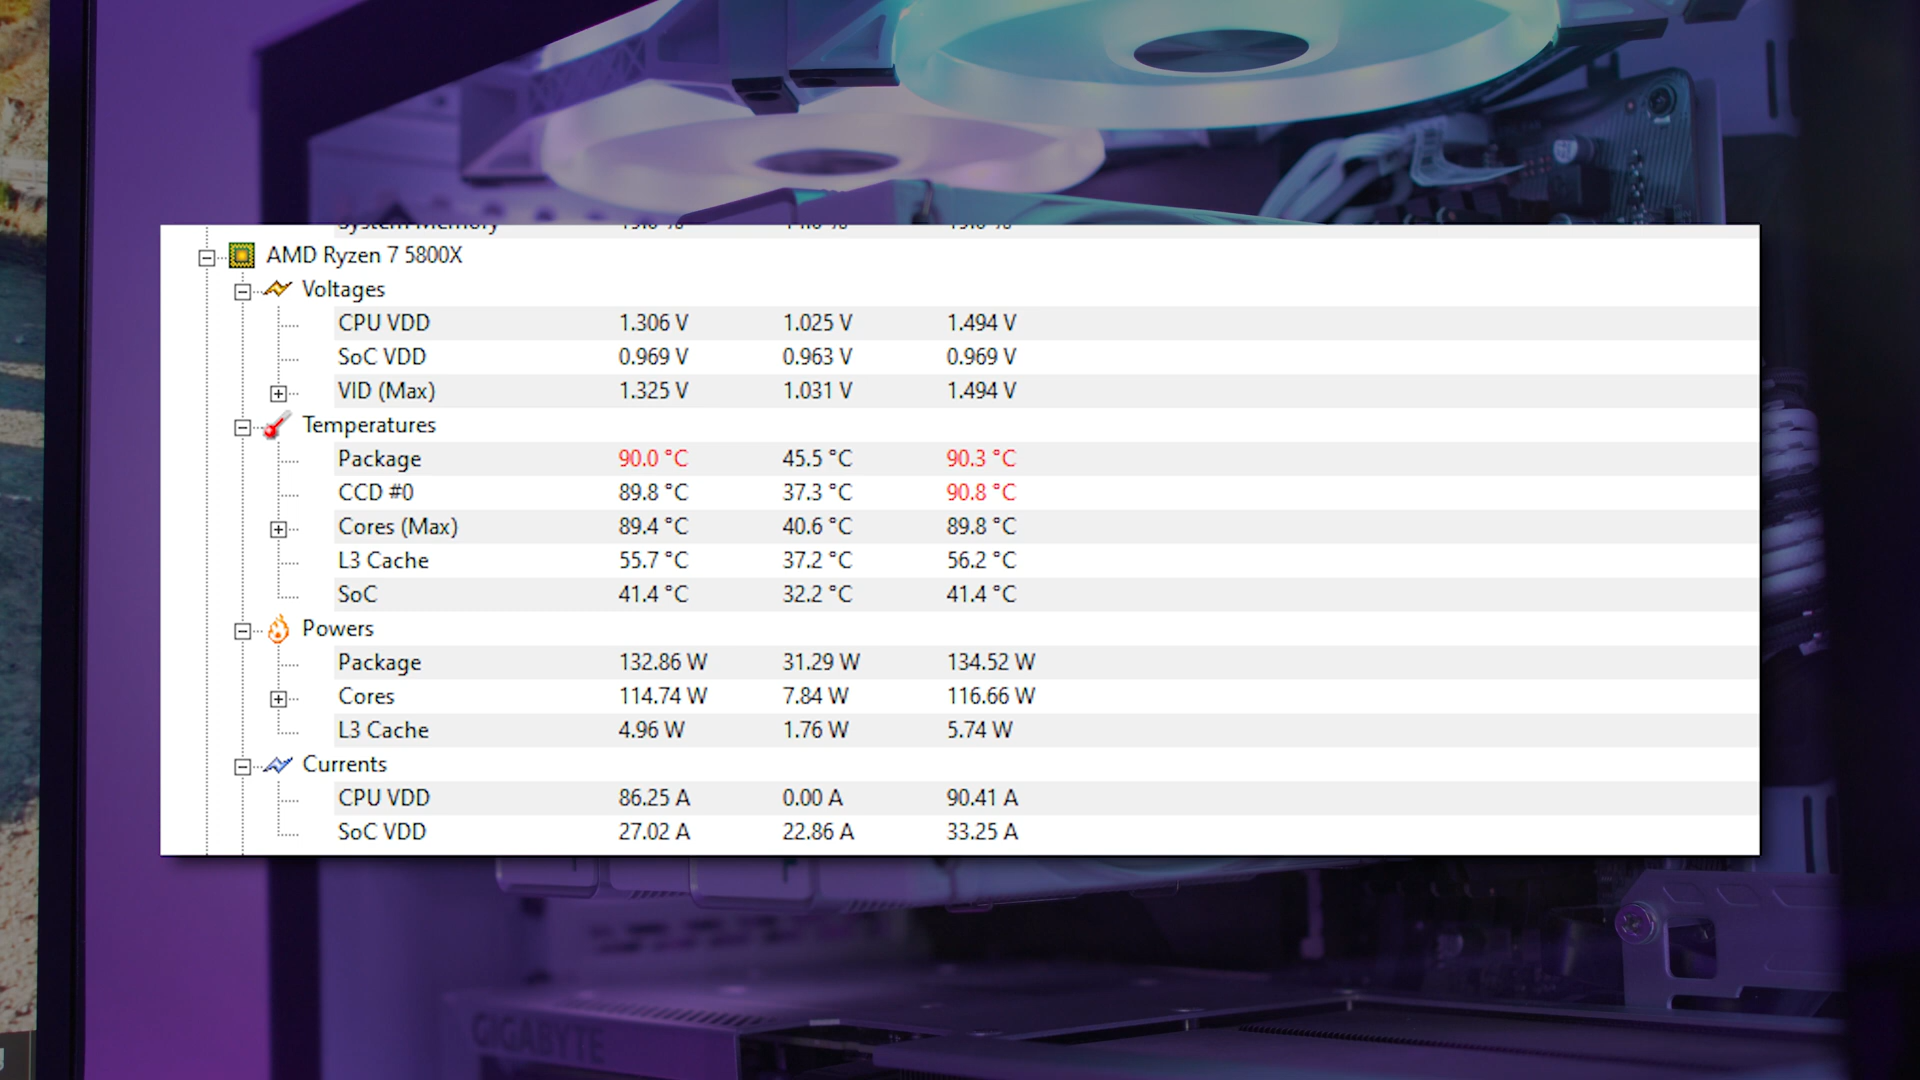 System Memory
AMD Ryzen 7 5800X
Voltages
CPU VDD 1.306 V 1.025 V 1.494 V
SoC VDD 0.969 V 0.963 V 0.969 V
VID (Max) 1.325 V 1.031 V 1.494 V
Temperatures
Package 90.0 °C 45.5 °C 90.3 °C
CCD #0 89.8 °C 37.3 °C 90.8 °C
Cores (Max) 89.4 °C 40.6 °C 89.8 °C
L3 Cache 55.7 °C 37.2 °C 56.2 °C
SoC 41.4 °C 32.2 °C 41.4 °C
Powers
Package 132.86 W 31.29 W 134.52 W
Cores 114.74 W 7.84 W 116.66 W
L3 Cache 4.96 W 1.76 W 5.74 W
Currents
CPU VDD 86.25 A 0.00 A 90.41 A
SoC VDD 27.02 A 22.86 A 33.25 A
GIGABYTE